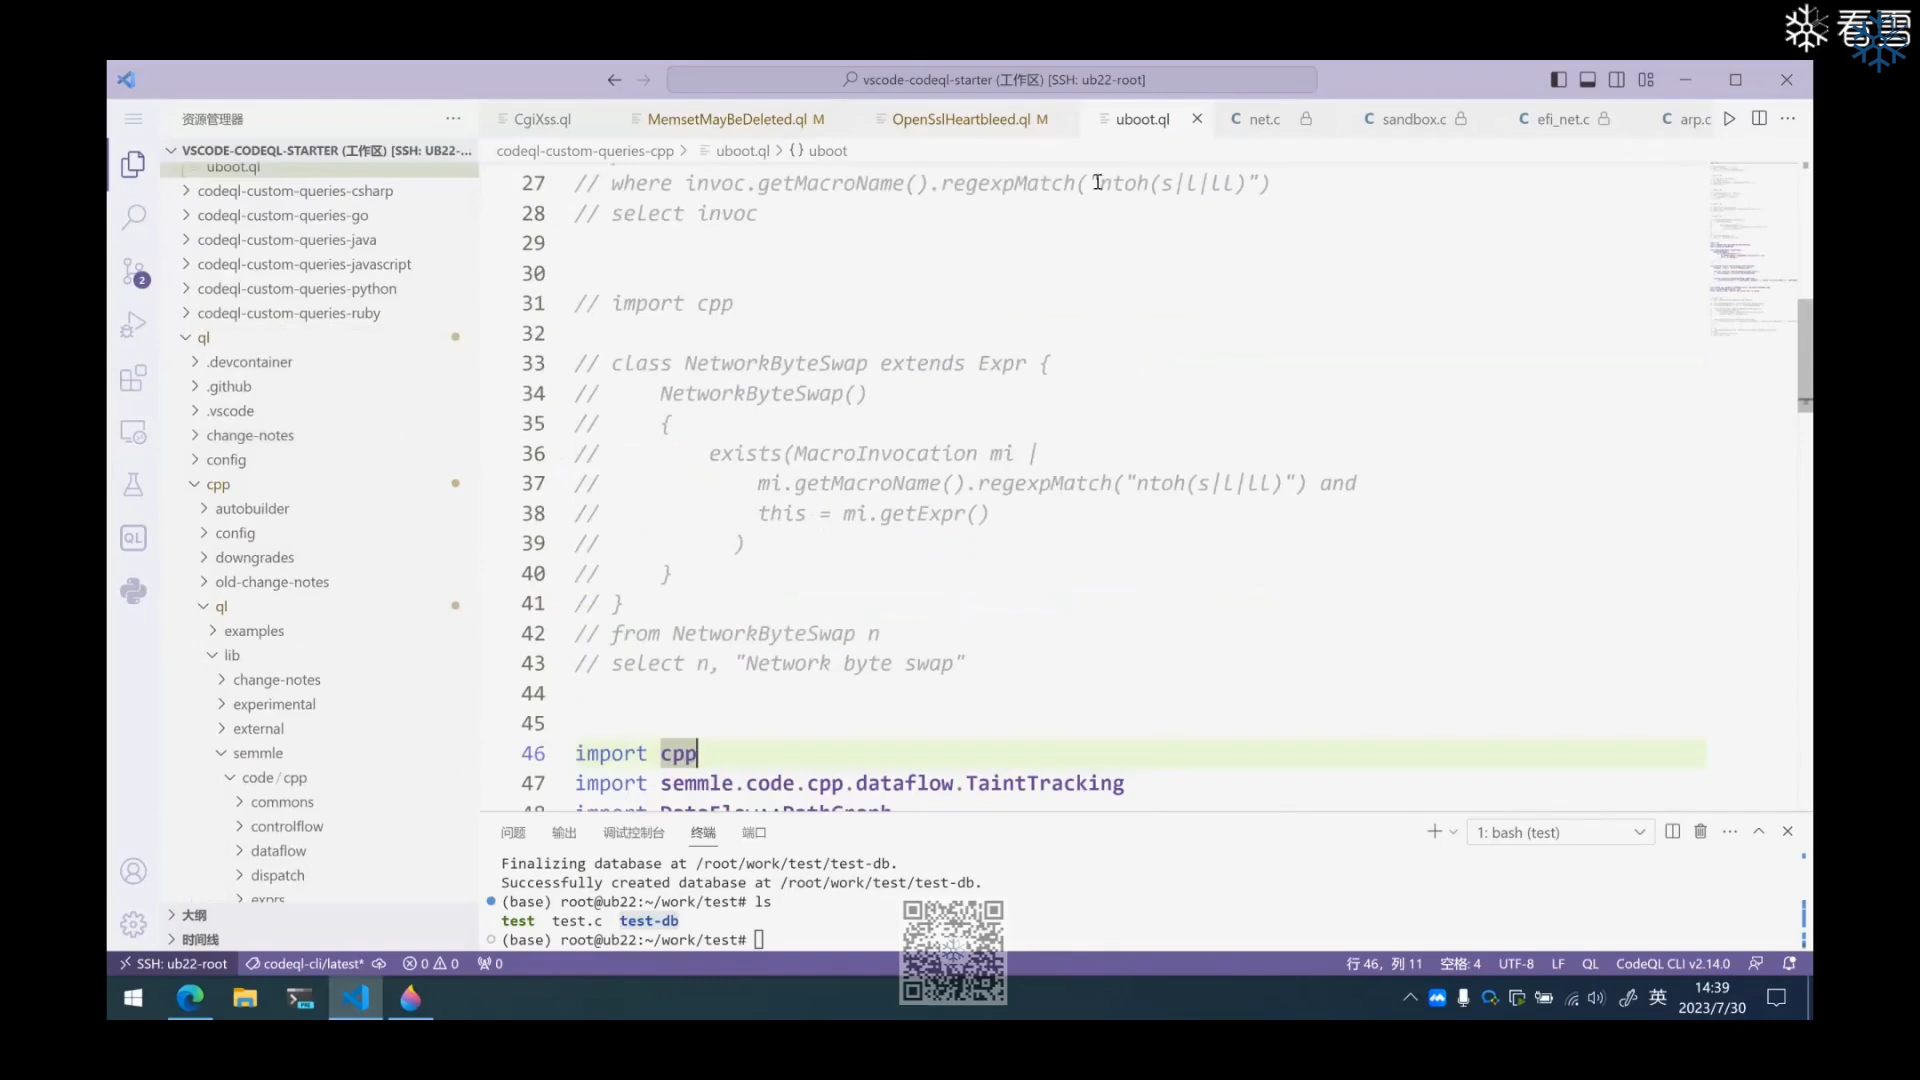 看雪
vscode-codeql-starter (工作区) [SSH: ub22-root]
资源管理器
CgiXss.ql
MemsetMayBeDeleted.ql M
OpenSslHeartbleed.ql M
uboot.ql
net.c
sandbox.c
efi_net.c
arp.c
VSCODE-CODEQL-STARTER (工作区) [SSH: UB22-...
codeql-custom-queries-cpp > uboot.ql > {} uboot
uboot.ql
codeql-custom-queries-csharp
codeql-custom-queries-go
codeql-custom-queries-java
codeql-custom-queries-javascript
codeql-custom-queries-python
codeql-custom-queries-ruby
ql
.devcontainer
.github
.vscode
change-notes
config
cpp
autobuilder
config
downgrades
old-change-notes
ql
examples
lib
change-notes
experimental
external
semmle
code / cpp
commons
controlflow
dataflow
dispatch
exprs
大纲
时间线
2
27 // where invoc.getMacroName().regexpMatch("ntoh(s|l|ll)")
28 // select invoc
29
30
31 // import cpp
32
33 // class NetworkByteSwap extends Expr {
34 //     NetworkByteSwap()
35 //     {
36 //         exists(MacroInvocation mi |
37 //             mi.getMacroName().regexpMatch("ntoh(s|l|ll)") and
38 //             this = mi.getExpr()
39 //           )
40 //     }
41 // }
42 // from NetworkByteSwap n
43 // select n, "Network byte swap"
44
45
46 import cpp
47 import semmle.code.cpp.dataflow.TaintTracking
48 import DataFlow::PathGraph
问题 输出 调试控制台 终端 端口
1: bash (test)
Finalizing database at /root/work/test/test-db.
Successfully created database at /root/work/test/test-db.
(base) root@ub22:~/work/test# ls
test  test.c  test-db
(base) root@ub22:~/work/test#
SSH: ub22-root codeql-cli/latest* 0 0 0
行 46, 列 11 空格: 4 UTF-8 LF QL CodeQL CLI v2.14.0
英
14:39
2023/7/30